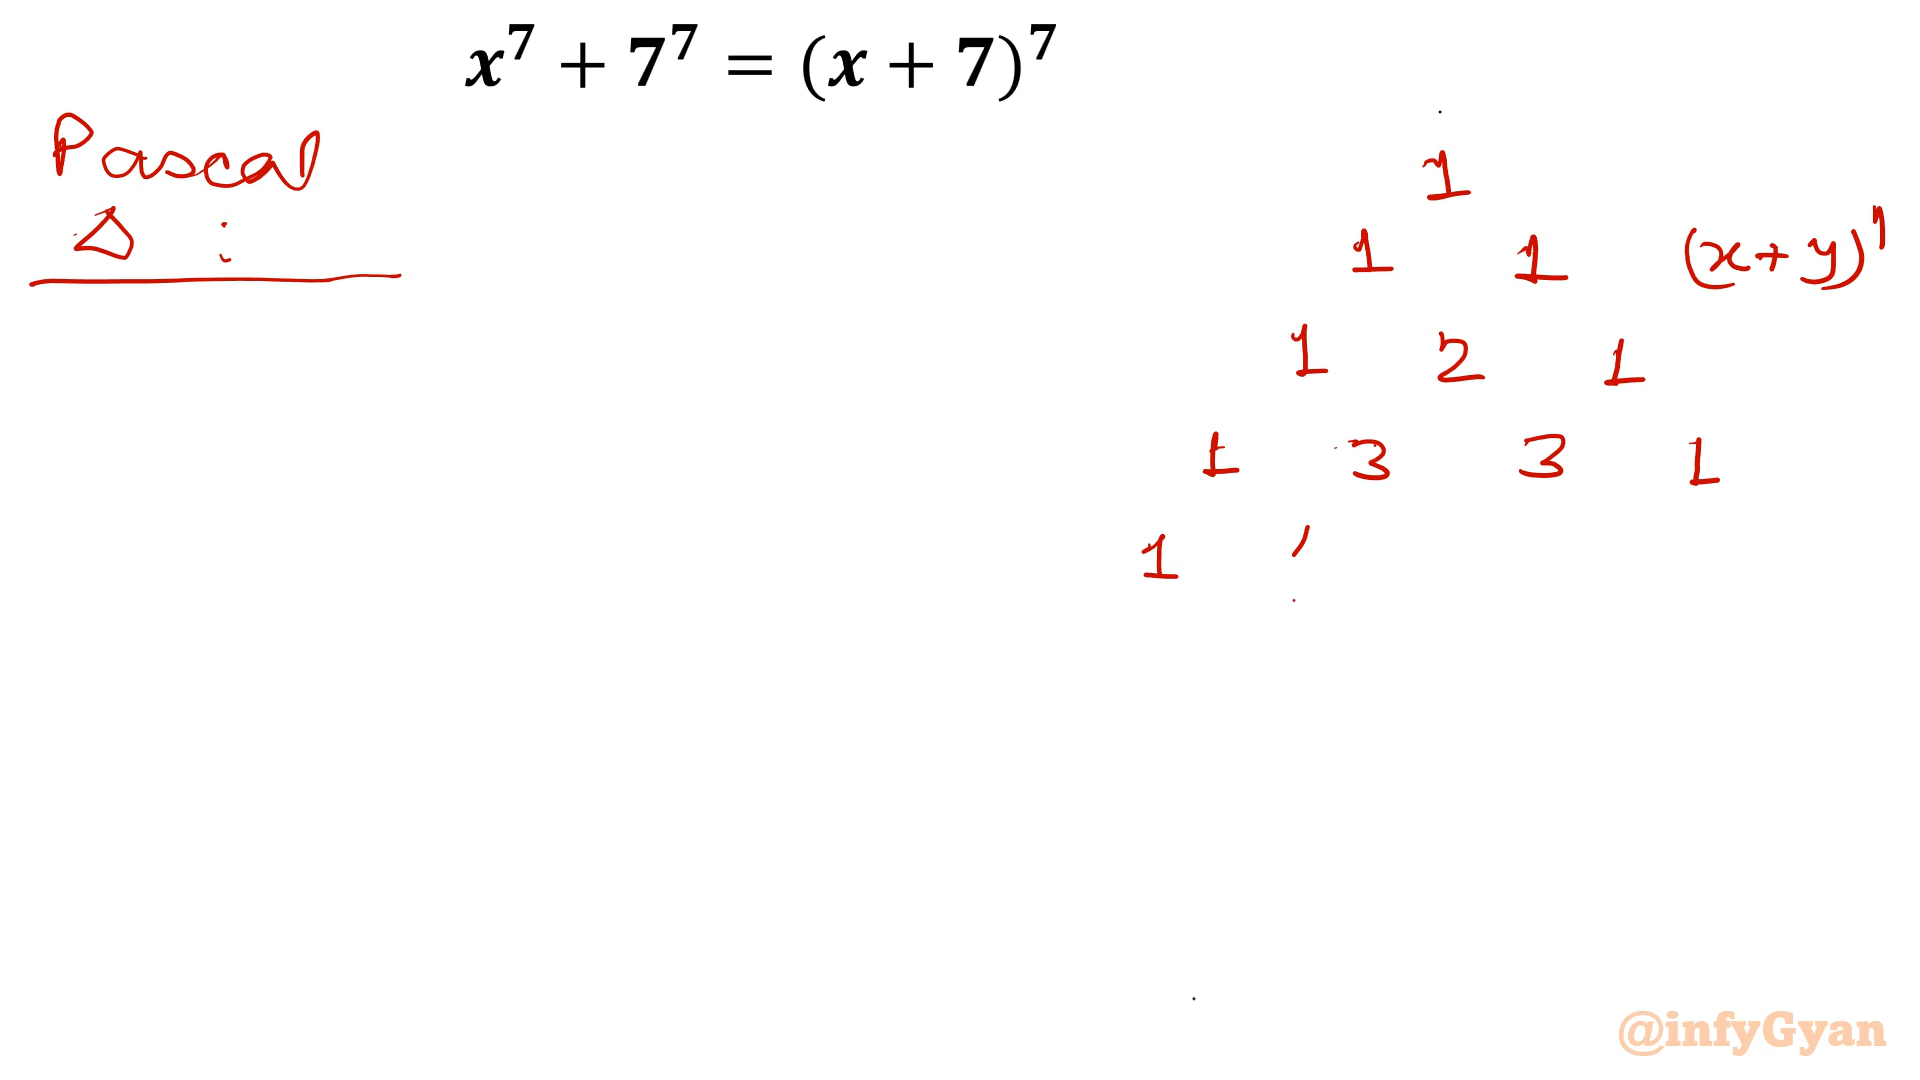 x⁷ + 7⁷ = (x + 7)⁷
Pascal
Δ :
1
1 1 (x+y)¹
1 2 1
1 3 3 1
1
@infyGyan